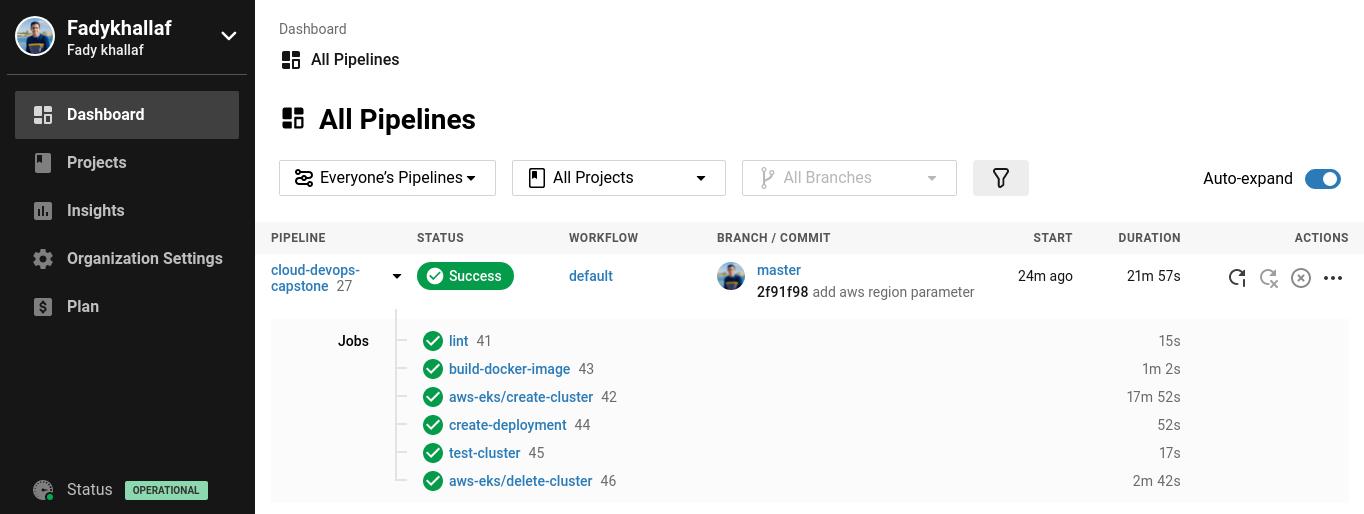 Fadykhallaf
Fady khallaf
Dashboard
Projects
Insights
Organization Settings
Plan
Status OPERATIONAL
Dashboard
All Pipelines
All Pipelines
Everyone's Pipelines All Projects All Branches Auto-expand
PIPELINE STATUS WORKFLOW BRANCH / COMMIT START DURATION ACTIONS
cloud-devops-
capstone 27 Success default master 24m ago 21m 57s
2f91f98 add aws region parameter
Jobs lint 41 15s
build-docker-image 43 1m 2s
aws-eks/create-cluster 42 17m 52s
create-deployment 44 52s
test-cluster 45 17s
aws-eks/delete-cluster 46 2m 42s